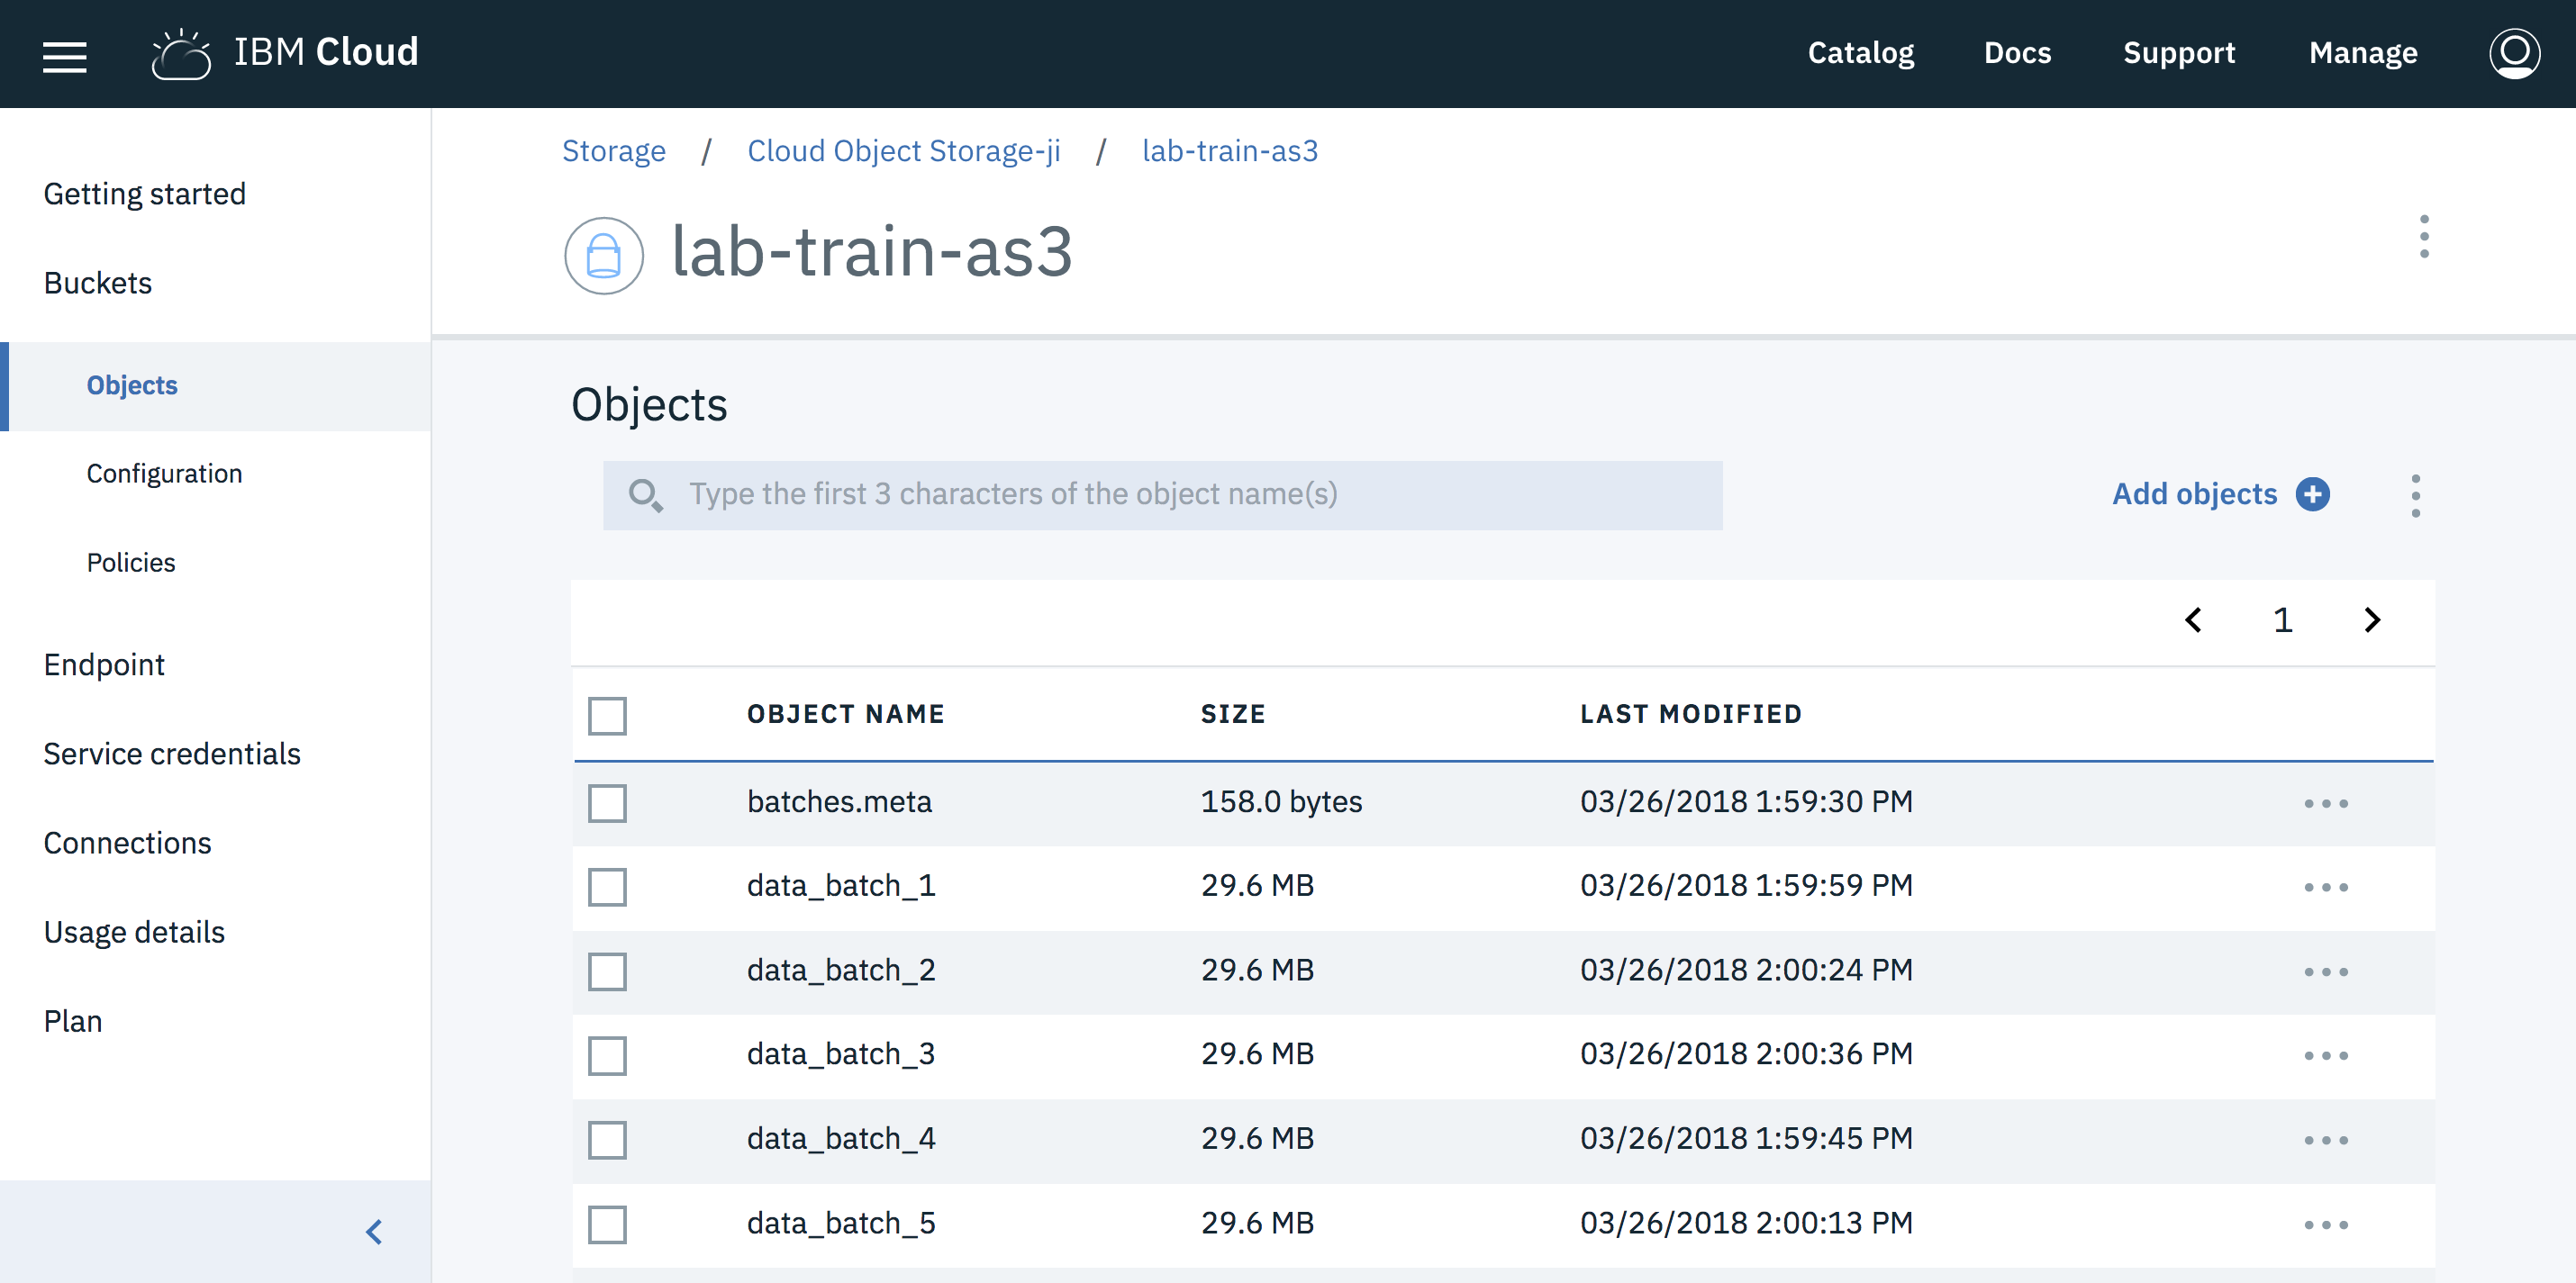 IBM Cloud
Catalog Docs Support Manage
Getting started
Buckets
Objects
Configuration
Policies
Endpoint
Service credentials
Connections
Usage details
Plan
Storage / Cloud Object Storage-ji / lab-train-as3
lab-train-as3
Objects
Type the first 3 characters of the object name(s)
Add objects
1
OBJECT NAME SIZE LAST MODIFIED
batches.meta 158.0 bytes 03/26/2018 1:59:30 PM
data_batch_1 29.6 MB 03/26/2018 1:59:59 PM
data_batch_2 29.6 MB 03/26/2018 2:00:24 PM
data_batch_3 29.6 MB 03/26/2018 2:00:36 PM
data_batch_4 29.6 MB 03/26/2018 1:59:45 PM
data_batch_5 29.6 MB 03/26/2018 2:00:13 PM